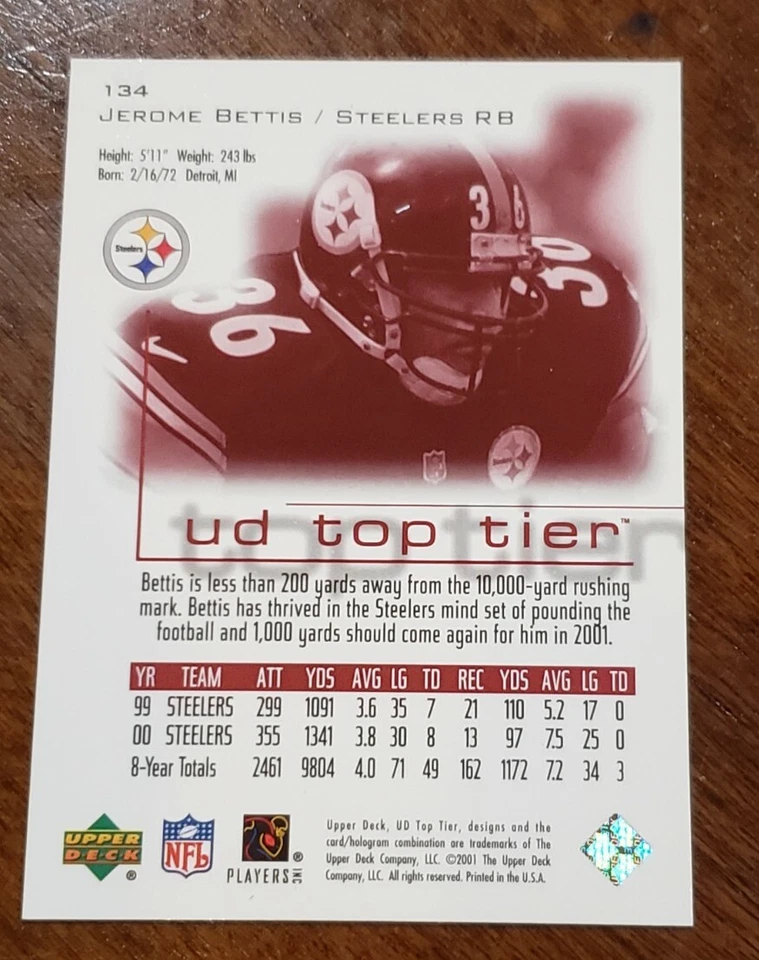 134
Jerome Bettis / Steelers RB
Height: 5'11" Weight: 243 lbs
Born: 2/16/72 Detroit, MI
Steelers
36
36
36
ud top tier™
top tier
Bettis is less than 200 yards away from the 10,000-yard rushing
mark. Bettis has thrived in the Steelers mind set of pounding the
football and 1,000 yards should come again for him in 2001.
YR TEAM ATT YDS AVG LG TD REC YDS AVG LG TD
99 STEELERS 299 1091 3.6 35 7 21 110 5.2 17 0
00 STEELERS 355 1341 3.8 30 8 13 97 7.5 25 0
8-Year Totals 2461 9804 4.0 71 49 162 1172 7.2 34 3
UPPER DECK ®
NFL
PLAYERS INC ®
Upper Deck, UD Top Tier, designs and the
card/hologram combination are trademarks of The
Upper Deck Company, LLC. ©2001 The Upper Deck
Company, LLC. All rights reserved. Printed in the U.S.A.